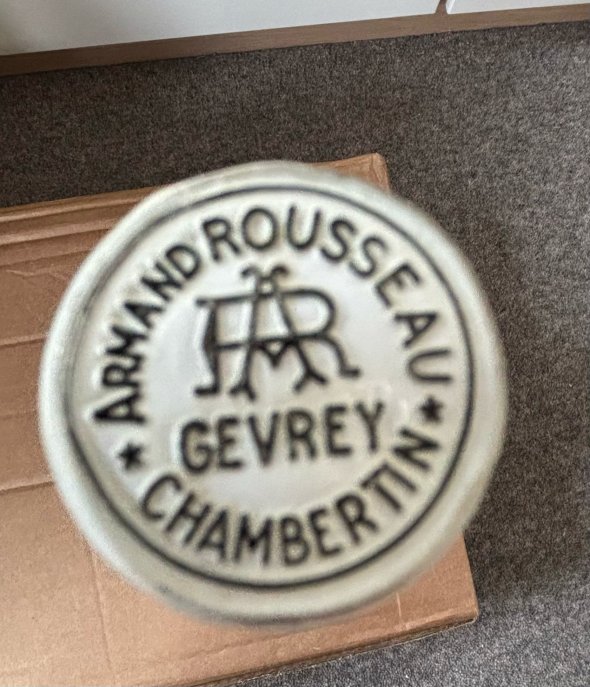 ARMAND ROUSSEAU
AR
GEVREY
★ CHAMBERTIN ★